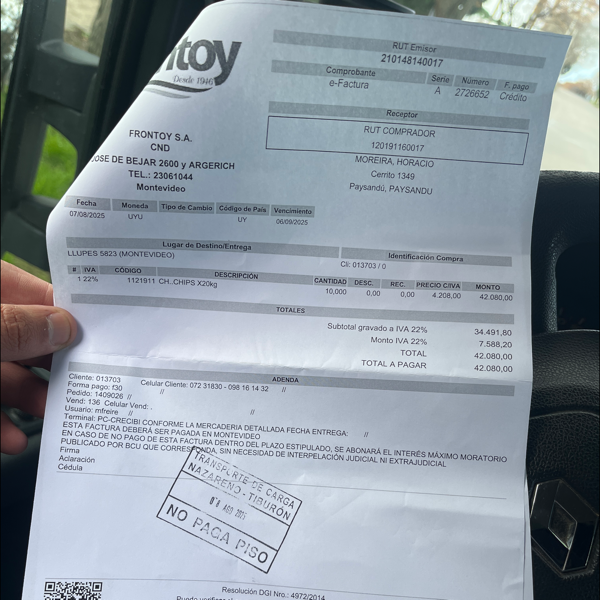 ntoy
Desde 1946
RUT Emisor
210148140017
Comprobante Serie Número F. pago
e-Factura A 2726652 Crédito
Receptor
RUT COMPRADOR
120191160017
MOREIRA, HORACIO
Cerrito 1349
Paysandú, PAYSANDU
FRONTOY S.A.
CND
JOSE DE BEJAR 2600 y ARGERICH
TEL.: 23061044
Montevideo
Fecha Moneda Tipo de Cambio Código de País Vencimiento
07/08/2025 UYU UY 06/09/2025
Lugar de Destino/Entrega Identificación Compra
LLUPES 5823 (MONTEVIDEO) CI: 013703 / 0
# IVA CÓDIGO DESCRIPCIÓN CANTIDAD DESC. REC. PRECIO C/IVA MONTO
1 22% 1121911 CH..CHIPS X20kg 10,000 0,00 0,00 4.208,00 42.080,00
TOTALES
Subtotal gravado a IVA 22% 34.491,80
Monto IVA 22% 7.588,20
TOTAL 42.080,00
TOTAL A PAGAR 42.080,00
ADENDA
Cliente: 013703 Celular Cliente: 072 31830 - 098 16 14 32 //
Forma pago: f30
Pedido: 1409026 //
Vend: 136 Celular Vend: . //
Usuario: mfreire //
Terminal: PC-CRECIBI CONFORME LA MERCADERIA DETALLADA FECHA ENTREGA: //
ESTA FACTURA DEBERÁ SER PAGADA EN MONTEVIDEO
EN CASO DE NO PAGO DE ESTA FACTURA DENTRO DEL PLAZO ESTIPULADO, SE ABONARÁ EL INTERÉS MÁXIMO MORATORIO
PUBLICADO POR BCU QUE CORRESPONDA, SIN NECESIDAD DE INTERPELACIÓN JUDICIAL NI EXTRAJUDICIAL
Firma
Aclaración
Cédula
TRANSPORTE DE CARGA
NAZARENO - TIBURÓN
AGO
NO PAGA PISO
Resolución DGI Nro.: 4972/2014